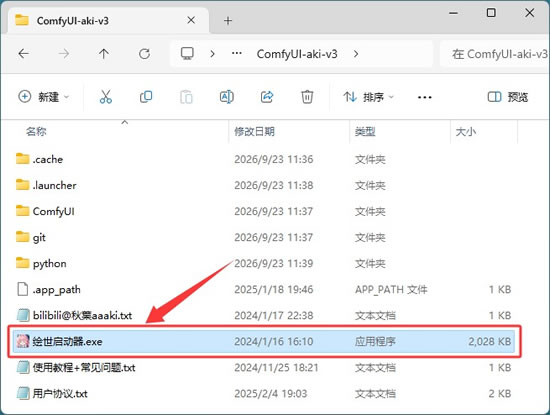 ComfyUI-aki-v3
ComfyUI-aki-v3
在 ComfyUI-aki-v3
新建
排序
预览
名称 修改日期 类型 大小
.cache 2026/9/23 11:36 文件夹
.launcher 2026/9/23 11:38 文件夹
ComfyUI 2026/9/23 11:37 文件夹
git 2026/9/23 11:37 文件夹
python 2026/9/23 11:39 文件夹
.app_path 2025/1/18 19:46 APP_PATH 文件 1 KB
bilibili@秋葉aaaki.txt 2024/1/17 22:38 文本文档 1 KB
绘世启动器.exe 2024/1/16 16:10 应用程序 2,028 KB
使用教程+常见问题.txt 2024/11/25 18:21 文本文档 1 KB
用户协议.txt 2025/2/4 19:03 文本文档 2 KB